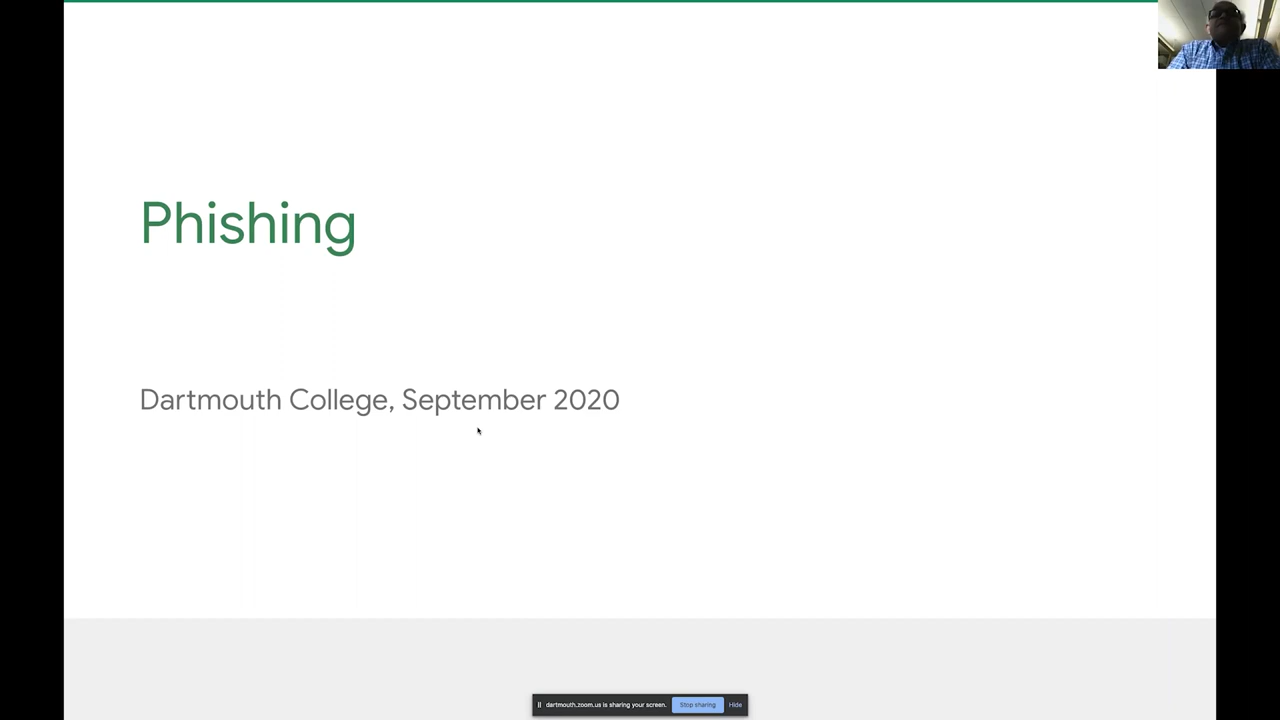 Phishing
Dartmouth College, September 2020
dartmouth.zoom.us is sharing your screen. Stop sharing Hide